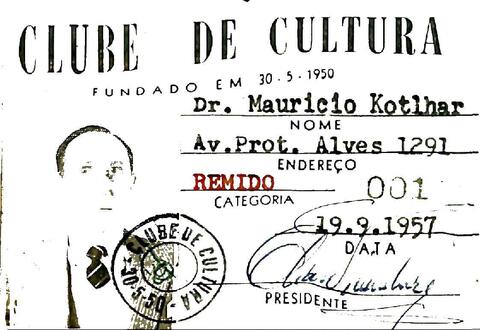 CLUBE DE CULTURA
FUNDADO EM 30-5-1950
Dr. Mauricio Kotlhar
NOME
Av.Prot. Alves 1291
ENDEREÇO
REMIDO 001
CATEGORIA
19.9.1957
DATA
PRESIDENTE
CLUBE DE CULTURA - 30-5-50 -